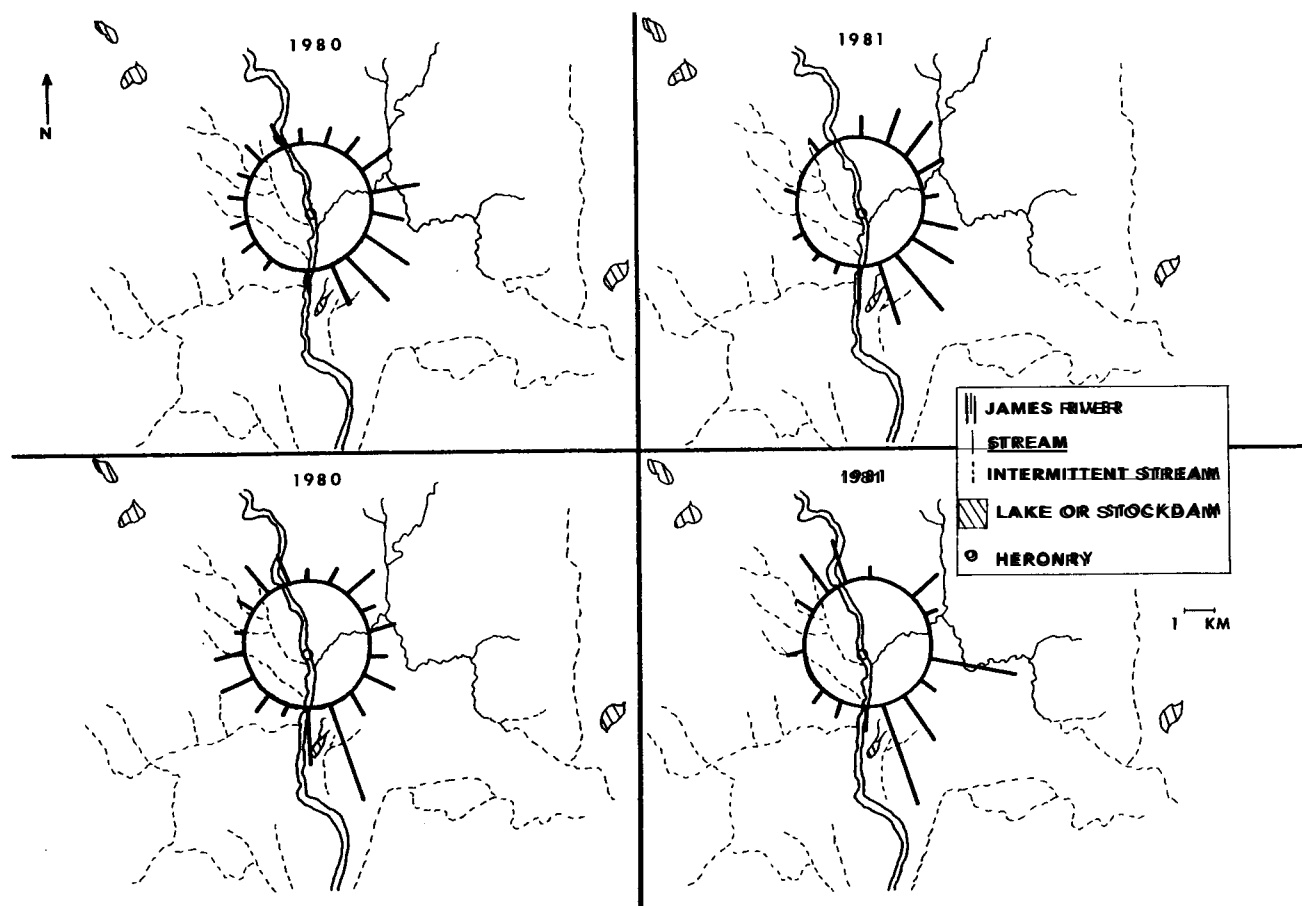 1980
1981
N
JAMES RIVER
STREAM
INTERMITTENT STREAM
LAKE OR STOCKDAM
HERONRY
1980
1981
1 KM